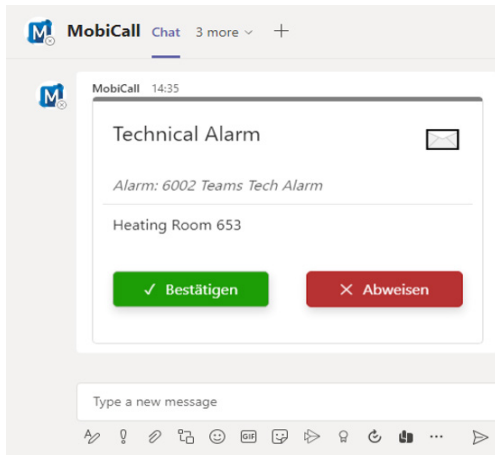 M MobiCall Chat 3 more
M MobiCall 14:35
Technical Alarm
Alarm: 6002 Teams Tech Alarm
Heating Room 653
Bestätigen Abweisen
Type a new message
GIF